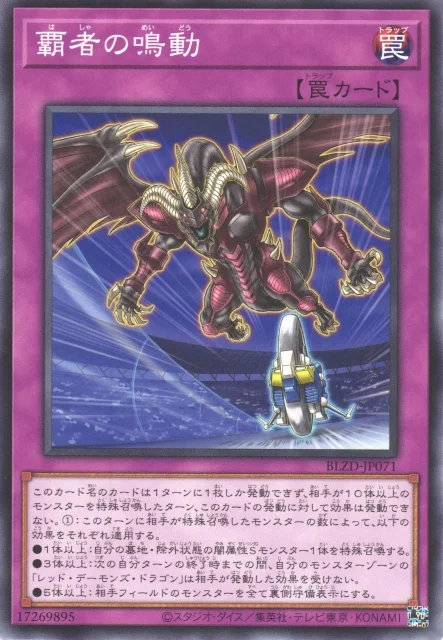 覇者の鳴動
罠
【罠カード】
BLZD-JP071
このカード名のカードは1ターンに1枚しか発動できず、相手が10体以上の
モンスターを特殊召喚したターン、このカードの発動に対して効果は発動でき
ない。①：このターンに相手が特殊召喚したモンスターの数によって、以下の
効果をそれぞれ適用する。
●1体以上：自分の墓地・除外状態の闇属性Sモンスター1体を特殊召喚する。
●3体以上：次の自分ターンの終了時までの間、自分のモンスターゾーンの
「レッド・デーモンズ・ドラゴン」は相手が発動した効果を受けない。
●5体以上：相手フィールドのモンスターを全て裏側守備表示にする。
17269895
©スタジオ・ダイス/集英社・テレビ東京・KONAMI